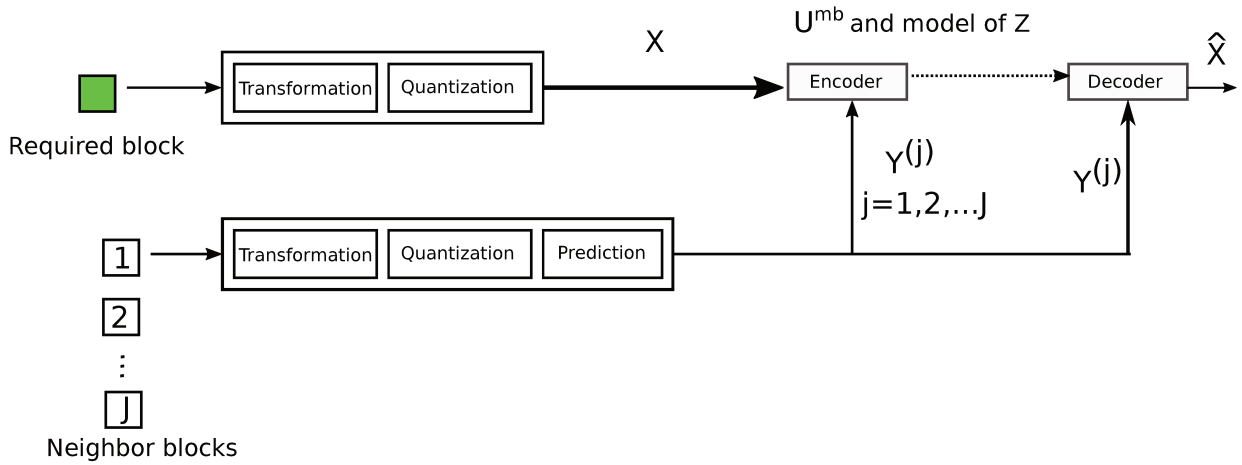 U^mb and model of Z
X
X̂
Transformation
Quantization
Encoder
Decoder
Required block
Y^(j)
j=1,2,...J
Y^(j)
1
Transformation
Quantization
Prediction
2
⋮
J
Neighbor blocks